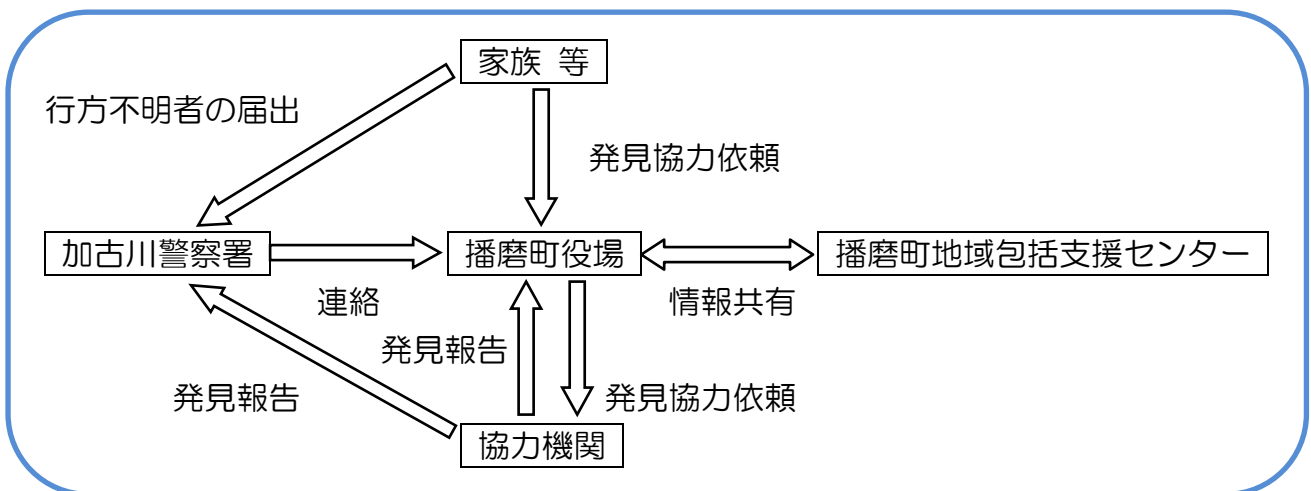 家族 等
行方不明者の届出
発見協力依頼
加古川警察署
播磨町役場
播磨町地域包括支援センター
連絡
情報共有
発見報告
発見報告
発見協力依頼
協力機関